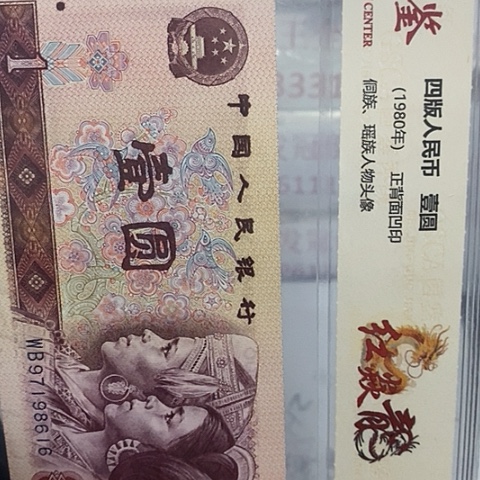 中国人民银行
壹圆
WB97198616
鉴
CENTER
四版人民币 壹圆
(1980年) 正背面凹印
侗族、瑶族人物头像